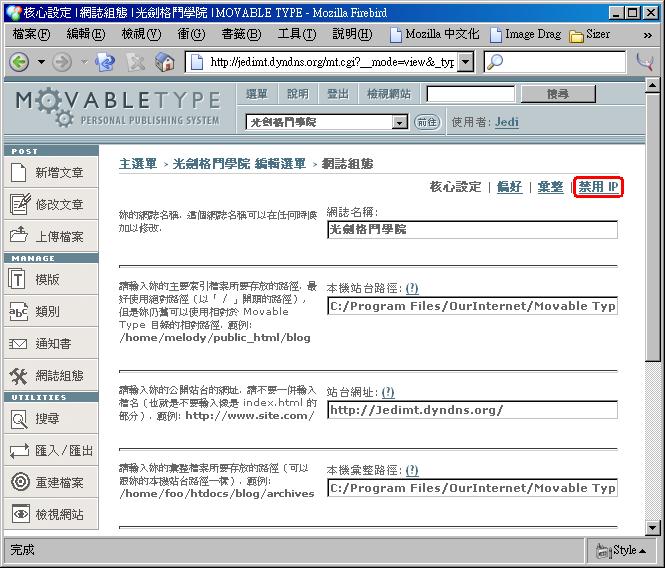 核心設定 | 網誌組態 | 光劍格鬥學院 | MOVABLE TYPE - Mozilla Firebird
檔案(F) 編輯(E) 檢視(V) 前往(G) 書籤(B) 工具(T) 說明(H) Mozilla 中文化 Image Drag Sizer »
http://jedimt.dyndns.org/mt.cgi?__mode=view&_typ
MOVABLETYPE
PERSONAL PUBLISHING SYSTEM
選單 說明 登出 檢視網站 搜尋
光劍格鬥學院 前往 使用者: Jedi
POST
新增文章
修改文章
上傳檔案
MANAGE
模版
類別
通知書
網誌組態
UTILITIES
搜尋
匯入/匯出
重建檔案
檢視網站
主選單 > 光劍格鬥學院 編輯選單 > 網誌組態
核心設定 | 偏好 | 彙整 | 禁用 IP
妳的網誌名稱. 這個網誌名稱可以在任何時候
加以修改.
網誌名稱:
光劍格鬥學院
請輸入妳的主要索引檔案所要存放的路徑. 最
好使用絕對路徑 (以「 / 」開頭的路徑),
但是妳仍舊可以使用相對於 Movable
Type 目錄的相對路徑. 範例:
/home/melody/public_html/blog
本機站台路徑: (?)
C:/Program Files/OurInternet/Movable Typ
請輸入妳的公開站台的網址. 請不要一併輸入
檔名 (也就是不要輸入像是 index.html 的
部分) . 範例: http://www.site.com/
站台網址: (?)
http://Jedimt.dyndns.org/
請輸入妳的彙整檔案所要存放的路徑 (可以
跟妳的本機站台路徑一樣) . 範例:
/home/foo/htdocs/blog/archives
本機彙整路徑: (?)
C:/Program Files/OurInternet/Movable Typ
完成
Style